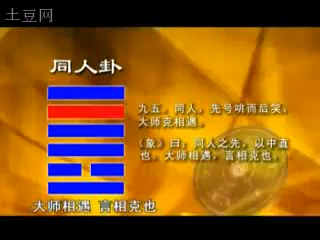 土豆网
同人卦
九五。同人，先号咷而后笑，
大师克相遇。
《象》曰：同人之先，以中直
也。大师相遇，言相克也。
大师相遇 言相克也